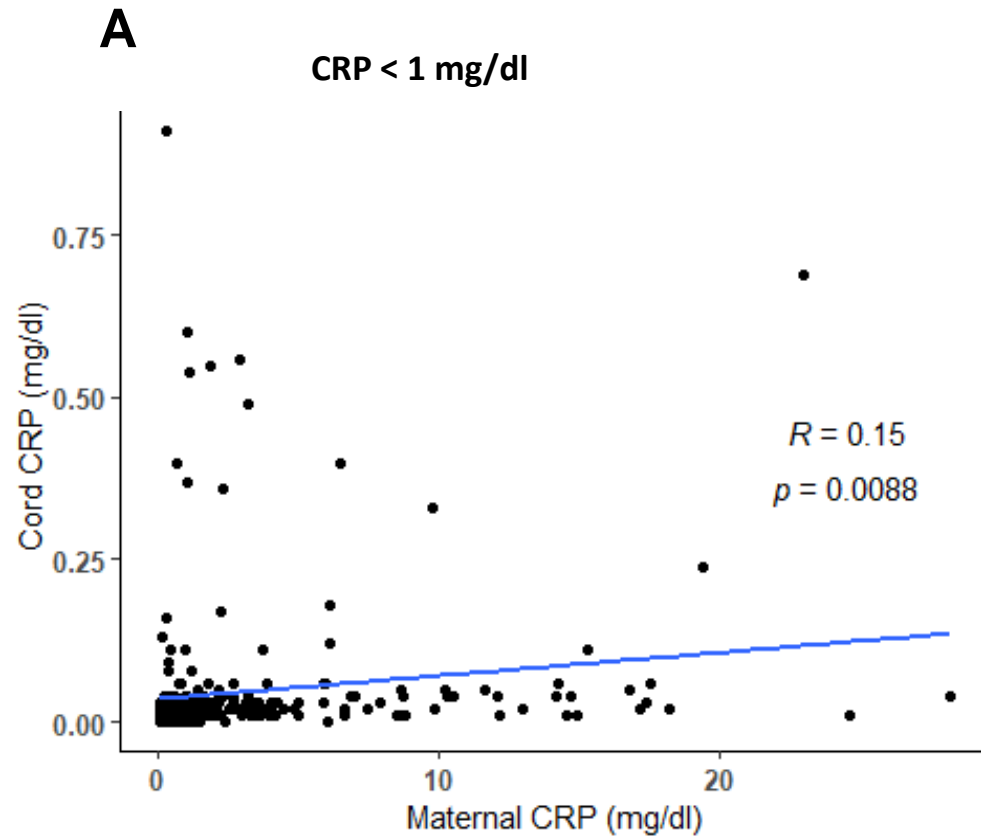 A
CRP < 1 mg/dl
0.75
0.50
0.25
0.00
Cord CRP (mg/dl)
R = 0.15
p = 0.0088
0 10 20
Maternal CRP (mg/dl)